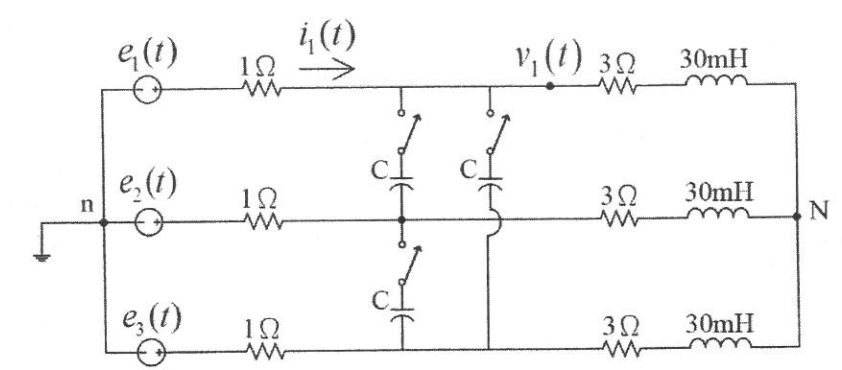 e₁(t) 1Ω i₁(t) v₁(t) 3Ω 30mH
C C
n e₂(t) 1Ω 3Ω 30mH N
C
e₃(t) 1Ω 3Ω 30mH